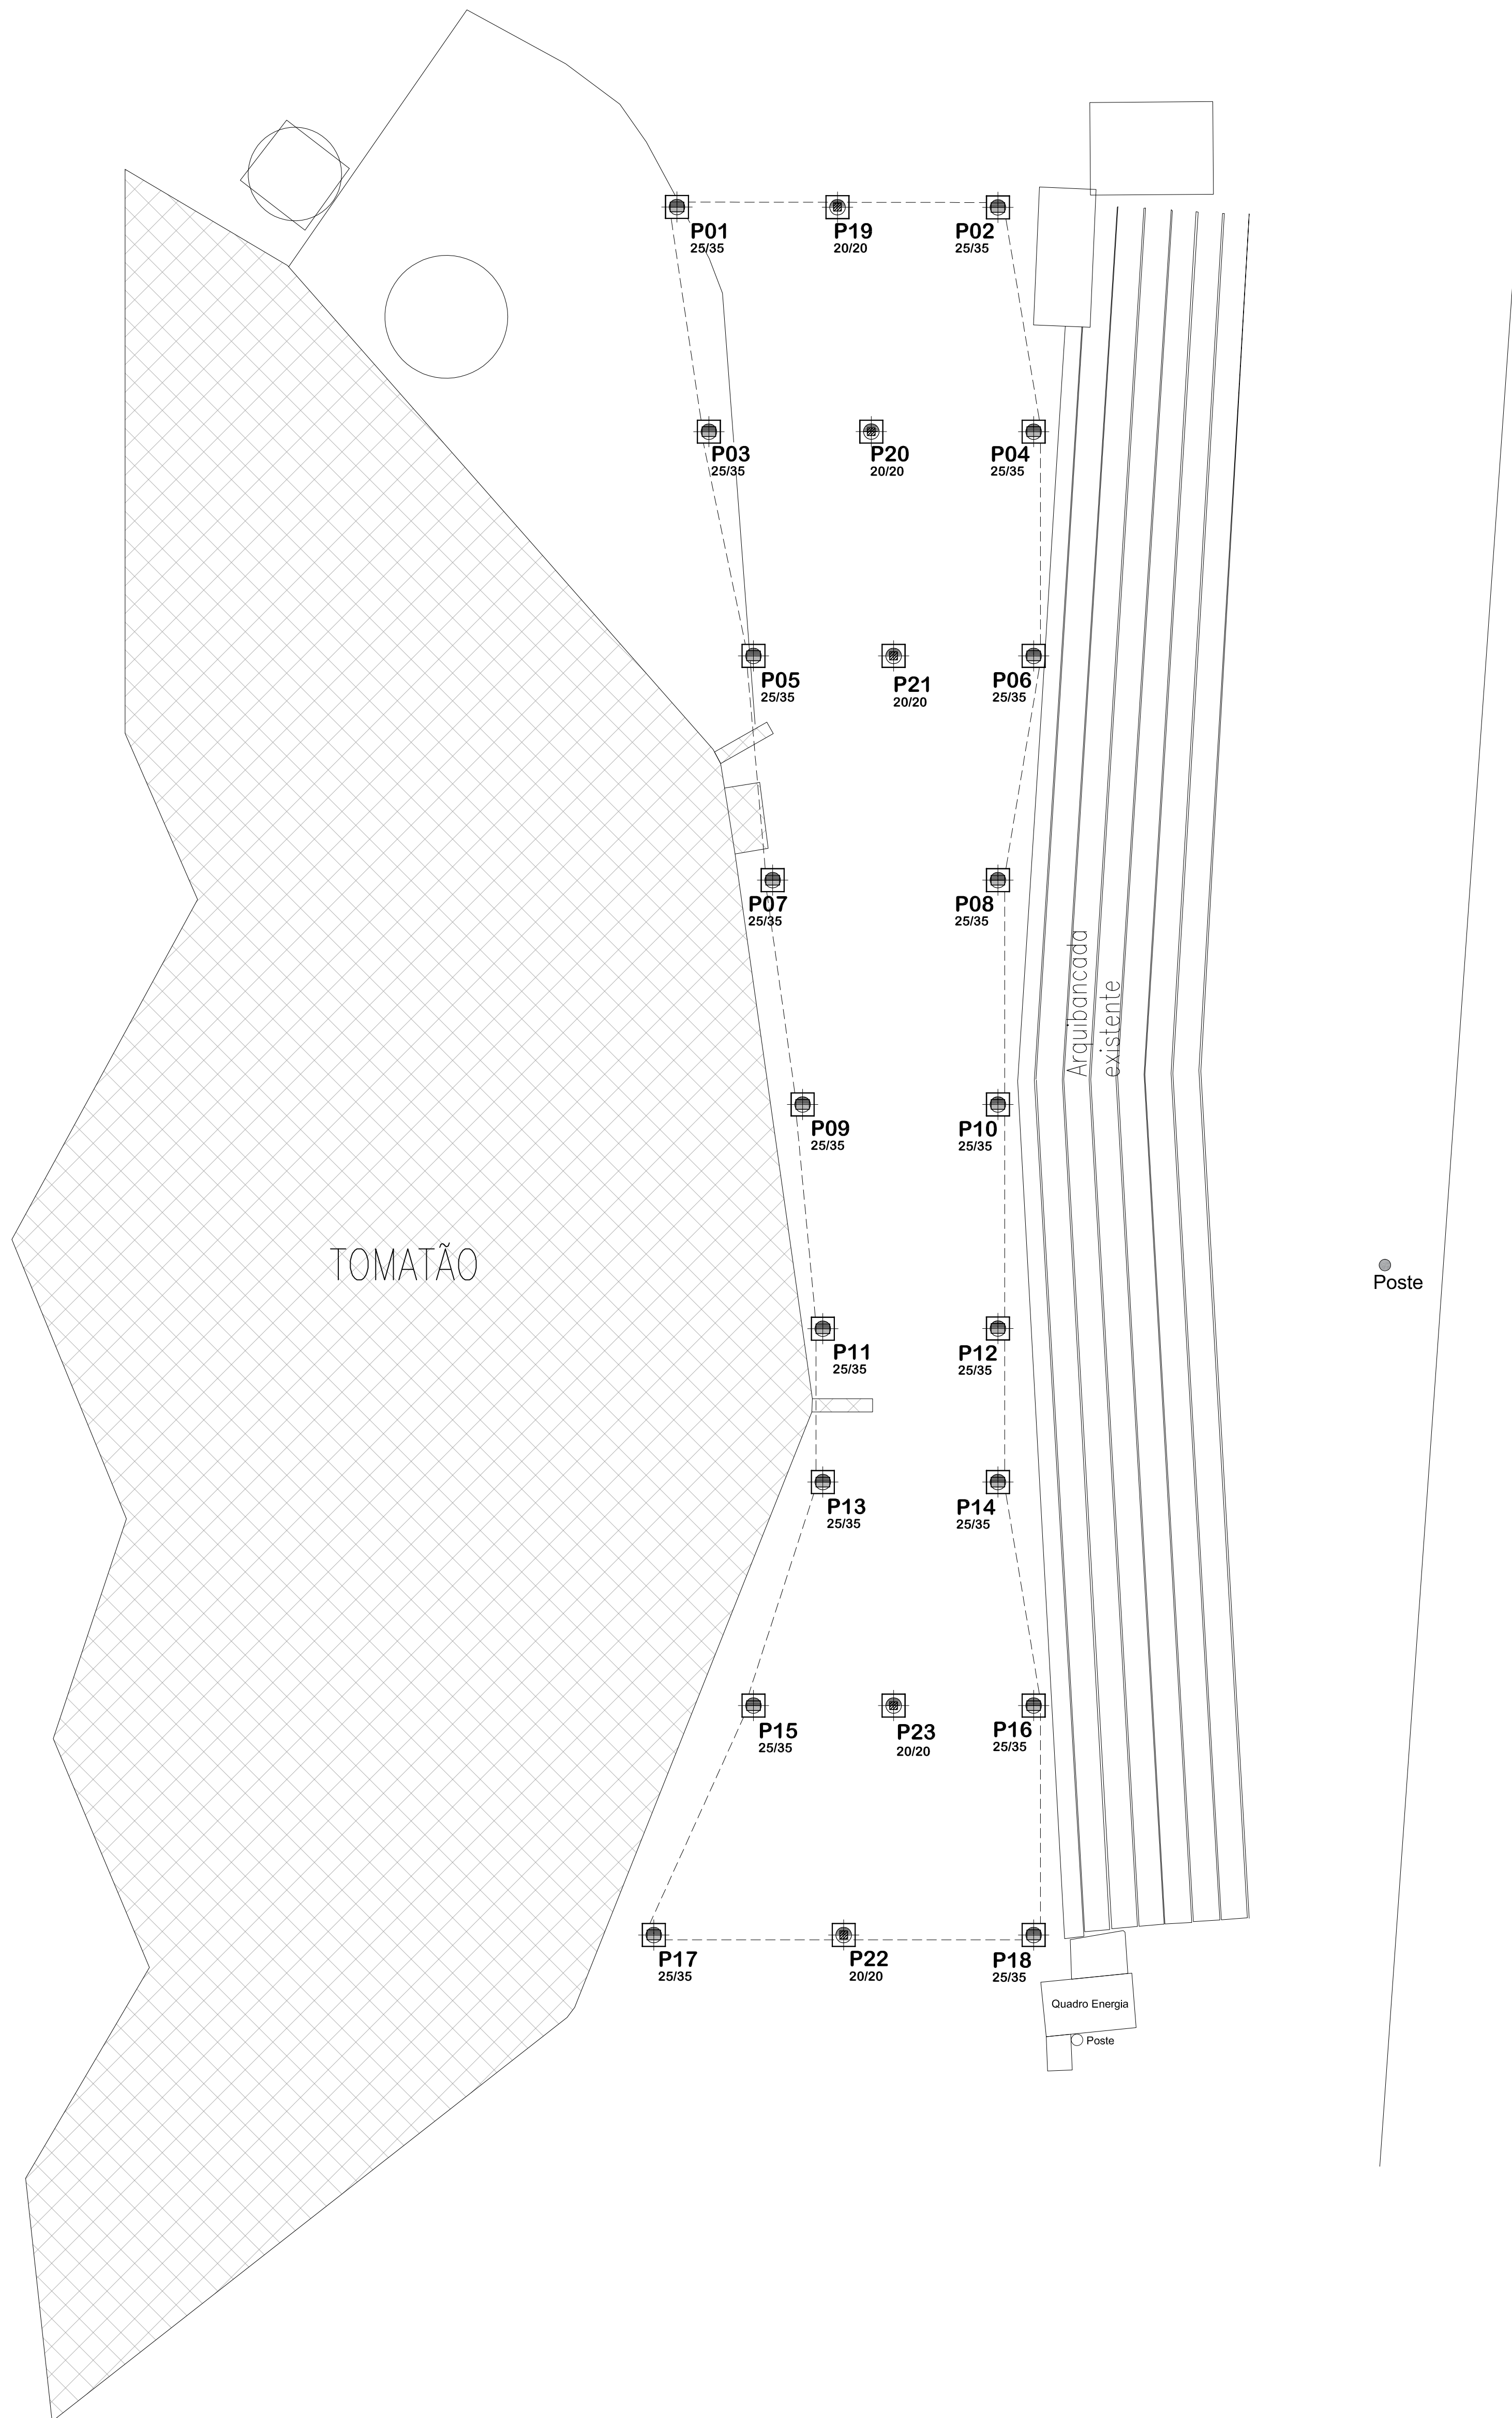 P01
25/35
P19
20/20
P02
25/35
P03
25/35
P20
20/20
P04
25/35
P05
25/35
P21
20/20
P06
25/35
P07
25/35
P08
25/35
Arquibancada
existente
P09
25/35
P10
25/35
TOMATÃO
Poste
P11
25/35
P12
25/35
P13
25/35
P14
25/35
P15
25/35
P23
20/20
P16
25/35
P17
25/35
P22
20/20
P18
25/35
Quadro Energia
Poste